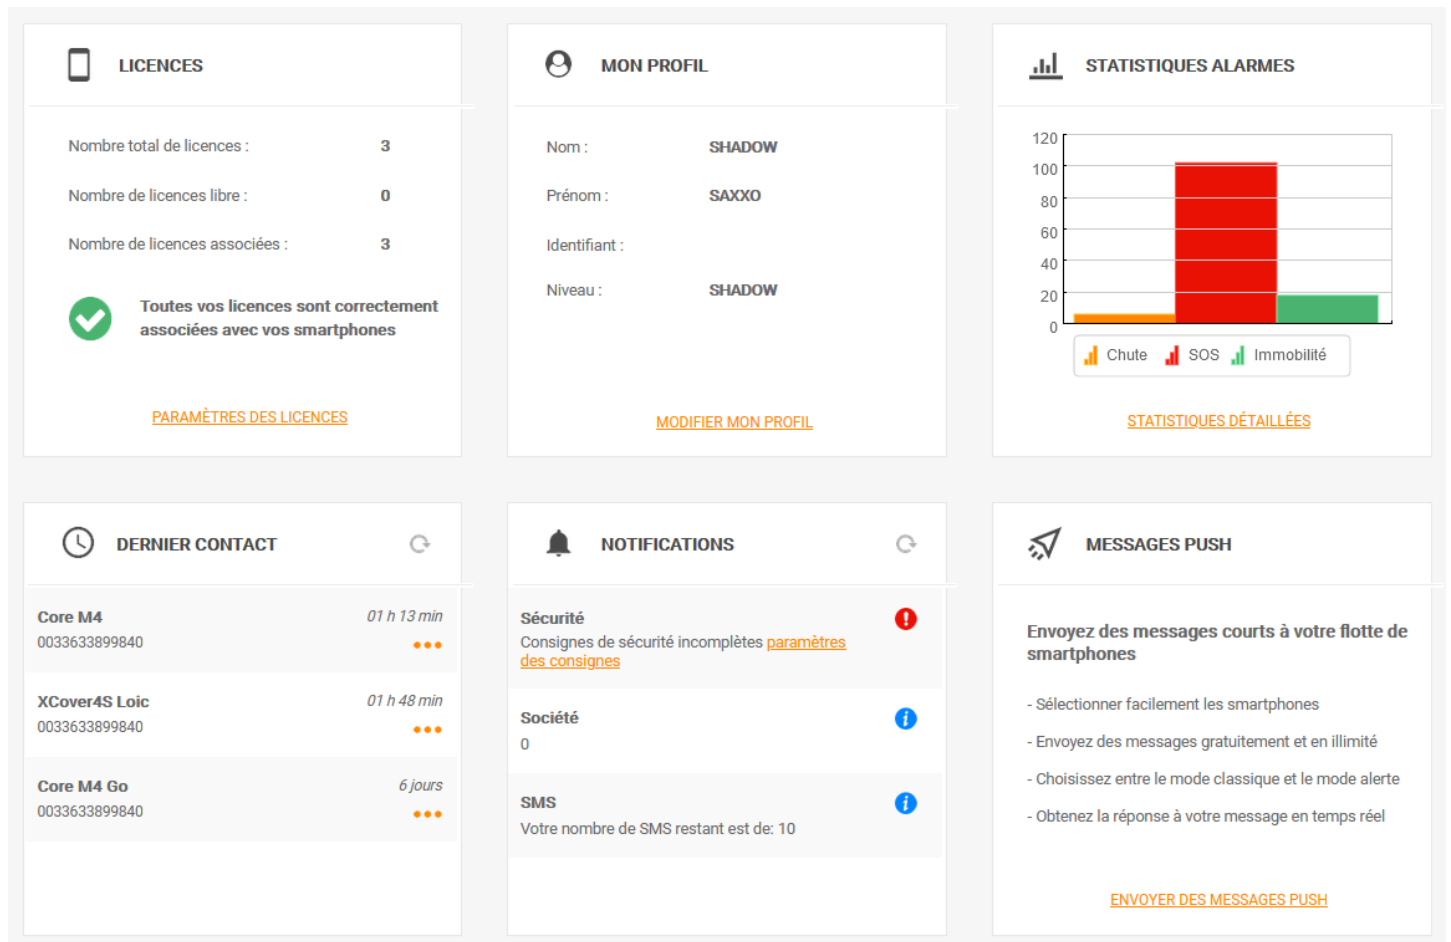 LICENCES
Nombre total de licences : 3
Nombre de licences libre : 0
Nombre de licences associées : 3
Toutes vos licences sont correctement
associées avec vos smartphones
PARAMÈTRES DES LICENCES
MON PROFIL
Nom : SHADOW
Prénom : SAXXO
Identifiant :
Niveau : SHADOW
MODIFIER MON PROFIL
STATISTIQUES ALARMES
120
100
80
60
40
20
0
Chute SOS Immobilité
STATISTIQUES DÉTAILLÉES
DERNIER CONTACT
Core M4 01 h 13 min
0033633899840
XCover4S Loic 01 h 48 min
0033633899840
Core M4 Go 6 jours
0033633899840
NOTIFICATIONS
Sécurité
Consignes de sécurité incomplètes paramètres
des consignes
Société
0
SMS
Votre nombre de SMS restant est de: 10
MESSAGES PUSH
Envoyez des messages courts à votre flotte de
smartphones
- Sélectionner facilement les smartphones
- Envoyez des messages gratuitement et en illimité
- Choisissez entre le mode classique et le mode alerte
- Obtenez la réponse à votre message en temps réel
ENVOYER DES MESSAGES PUSH